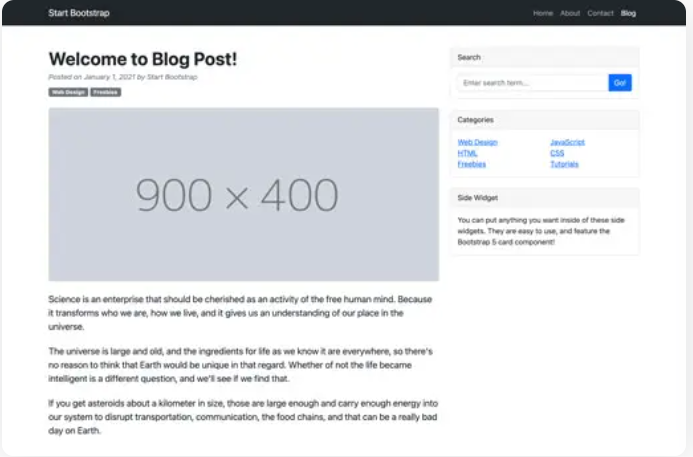 Start Bootstrap
Home About Contact Blog
Welcome to Blog Post!
Posted on January 1, 2021 by Start Bootstrap
Web Design Freebies
900 × 400
Science is an enterprise that should be cherished as an activity of the free human mind. Because
it transforms who we are, how we live, and it gives us an understanding of our place in the
universe.
The universe is large and old, and the ingredients for life as we know it are everywhere, so there's
no reason to think that Earth would be unique in that regard. Whether of not the life became
intelligent is a different question, and we'll see if we find that.
If you get asteroids about a kilometer in size, those are large enough and carry enough energy into
our system to disrupt transportation, communication, the food chains, and that can be a really bad
day on Earth.
Search
Enter search term...
Go!
Categories
Web Design JavaScript
HTML CSS
Freebies Tutorials
Side Widget
You can put anything you want inside of these side
widgets. They are easy to use, and feature the
Bootstrap 5 card component!